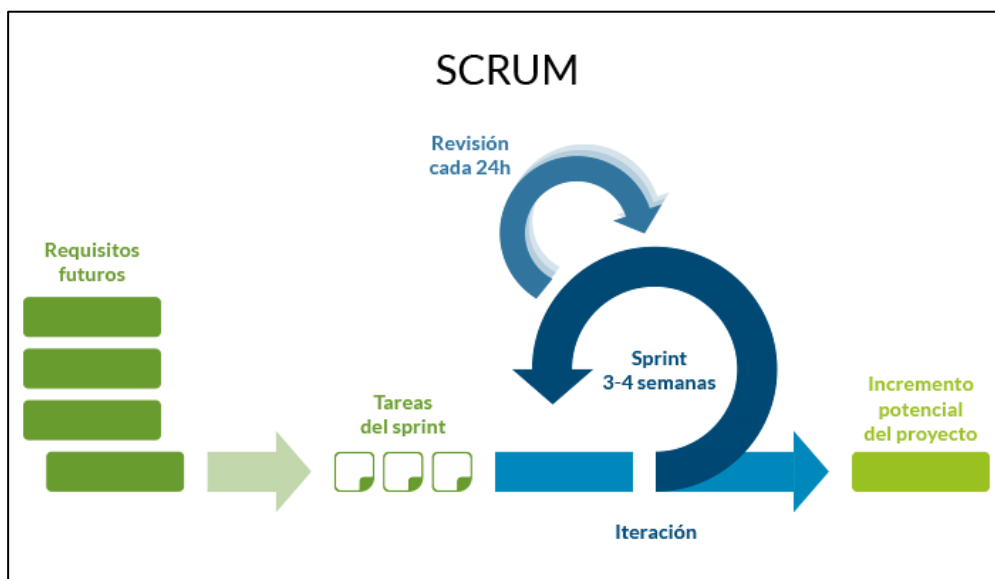 SCRUM
Revisión
cada 24h
Requisitos
futuros
Sprint
3-4 semanas
Tareas
del sprint
Incremento
potencial
del proyecto
Iteración